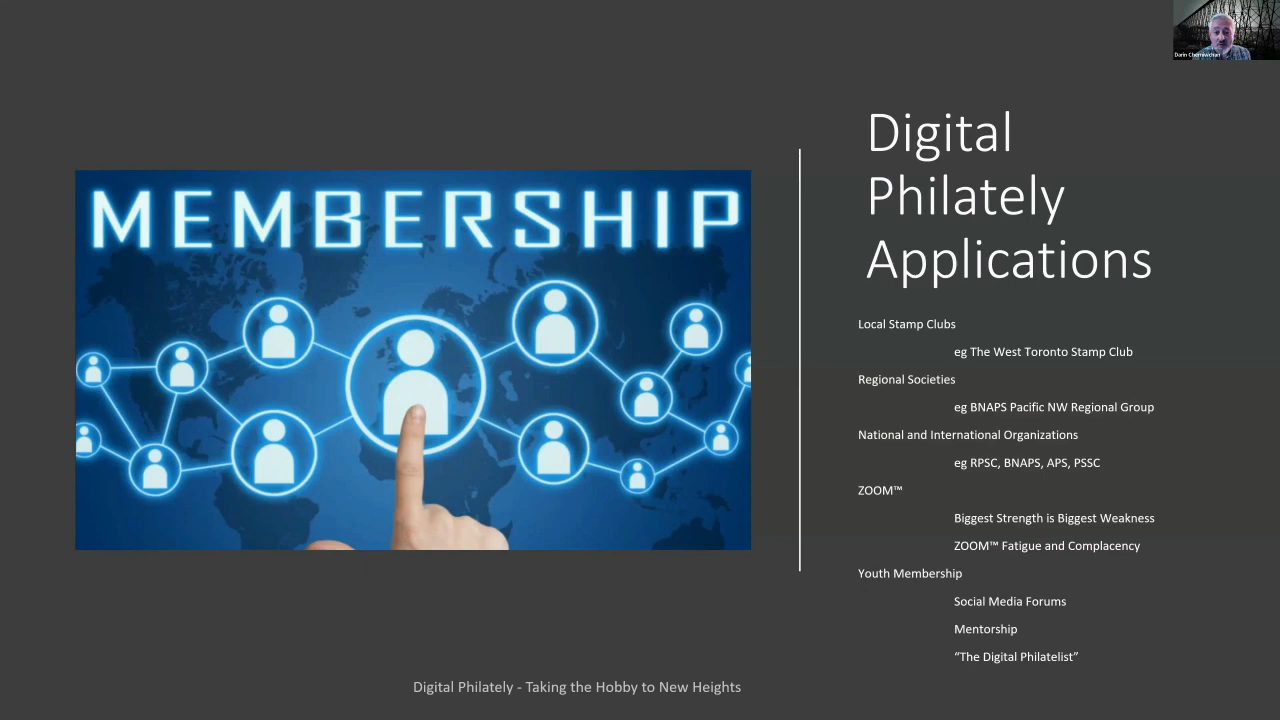 Darin Cherniwchan
MEMBERSHIP
Digital
Philately
Applications
Local Stamp Clubs
eg The West Toronto Stamp Club
Regional Societies
eg BNAPS Pacific NW Regional Group
National and International Organizations
eg RPSC, BNAPS, APS, PSSC
ZOOM™
Biggest Strength is Biggest Weakness
ZOOM™ Fatigue and Complacency
Youth Membership
Social Media Forums
Mentorship
“The Digital Philatelist”
Digital Philately - Taking the Hobby to New Heights